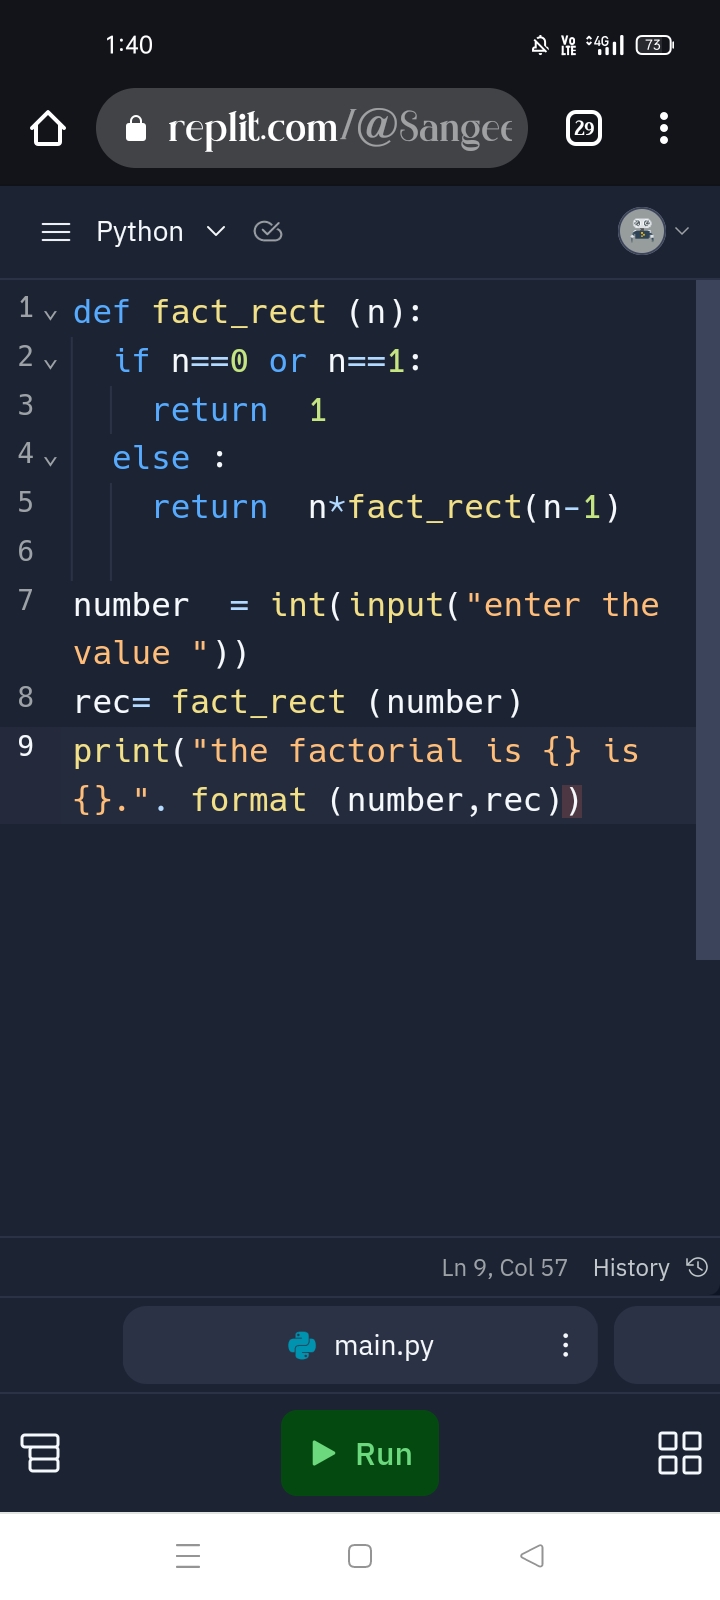 1:40
VoLTE 4G 73
replit.com/@Sangee
29
Python
1 def fact_rect (n):
2 if n==0 or n==1:
3 return  1
4 else :
5 return  n*fact_rect(n-1)
6
7 number  = int(input("enter the
value "))
8 rec= fact_rect (number)
9 print("the factorial is {} is
{}.". format (number,rec))
Ln 9, Col 57 History
main.py
Run